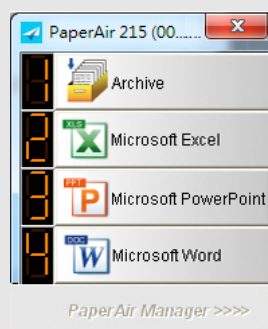 PaperAir 215 (00......
X
1 Archive
2 XLS X Microsoft Excel
3 PPT P Microsoft PowerPoint
4 DOC W Microsoft Word
PaperAir Manager >>>>